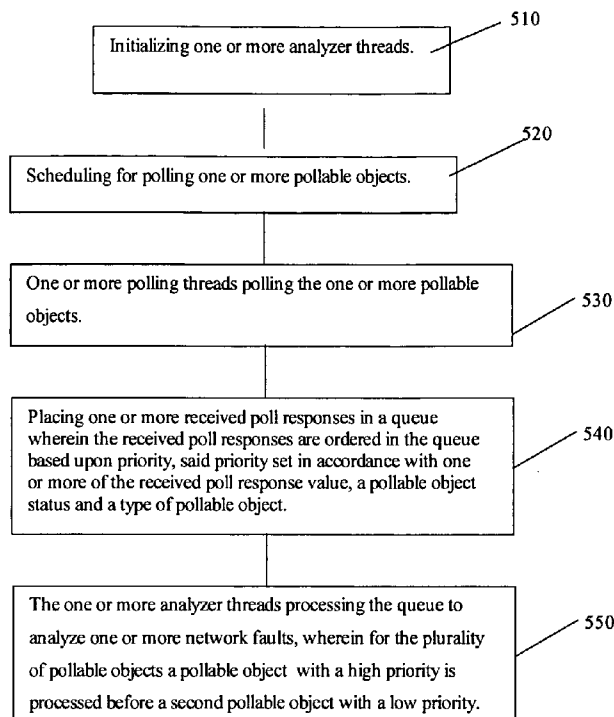 510
Initializing one or more analyzer threads.
520
Scheduling for polling one or more pollable objects.
One or more polling threads polling the one or more pollable
objects.
530
Placing one or more received poll responses in a queue
wherein the received poll responses are ordered in the queue
based upon priority, said priority set in accordance with one
or more of the received poll response value, a pollable object
status and a type of pollable object.
540
The one or more analyzer threads processing the queue to
analyze one or more network faults, wherein for the plurality
of pollable objects a pollable object with a high priority is
processed before a second pollable object with a low priority.
550